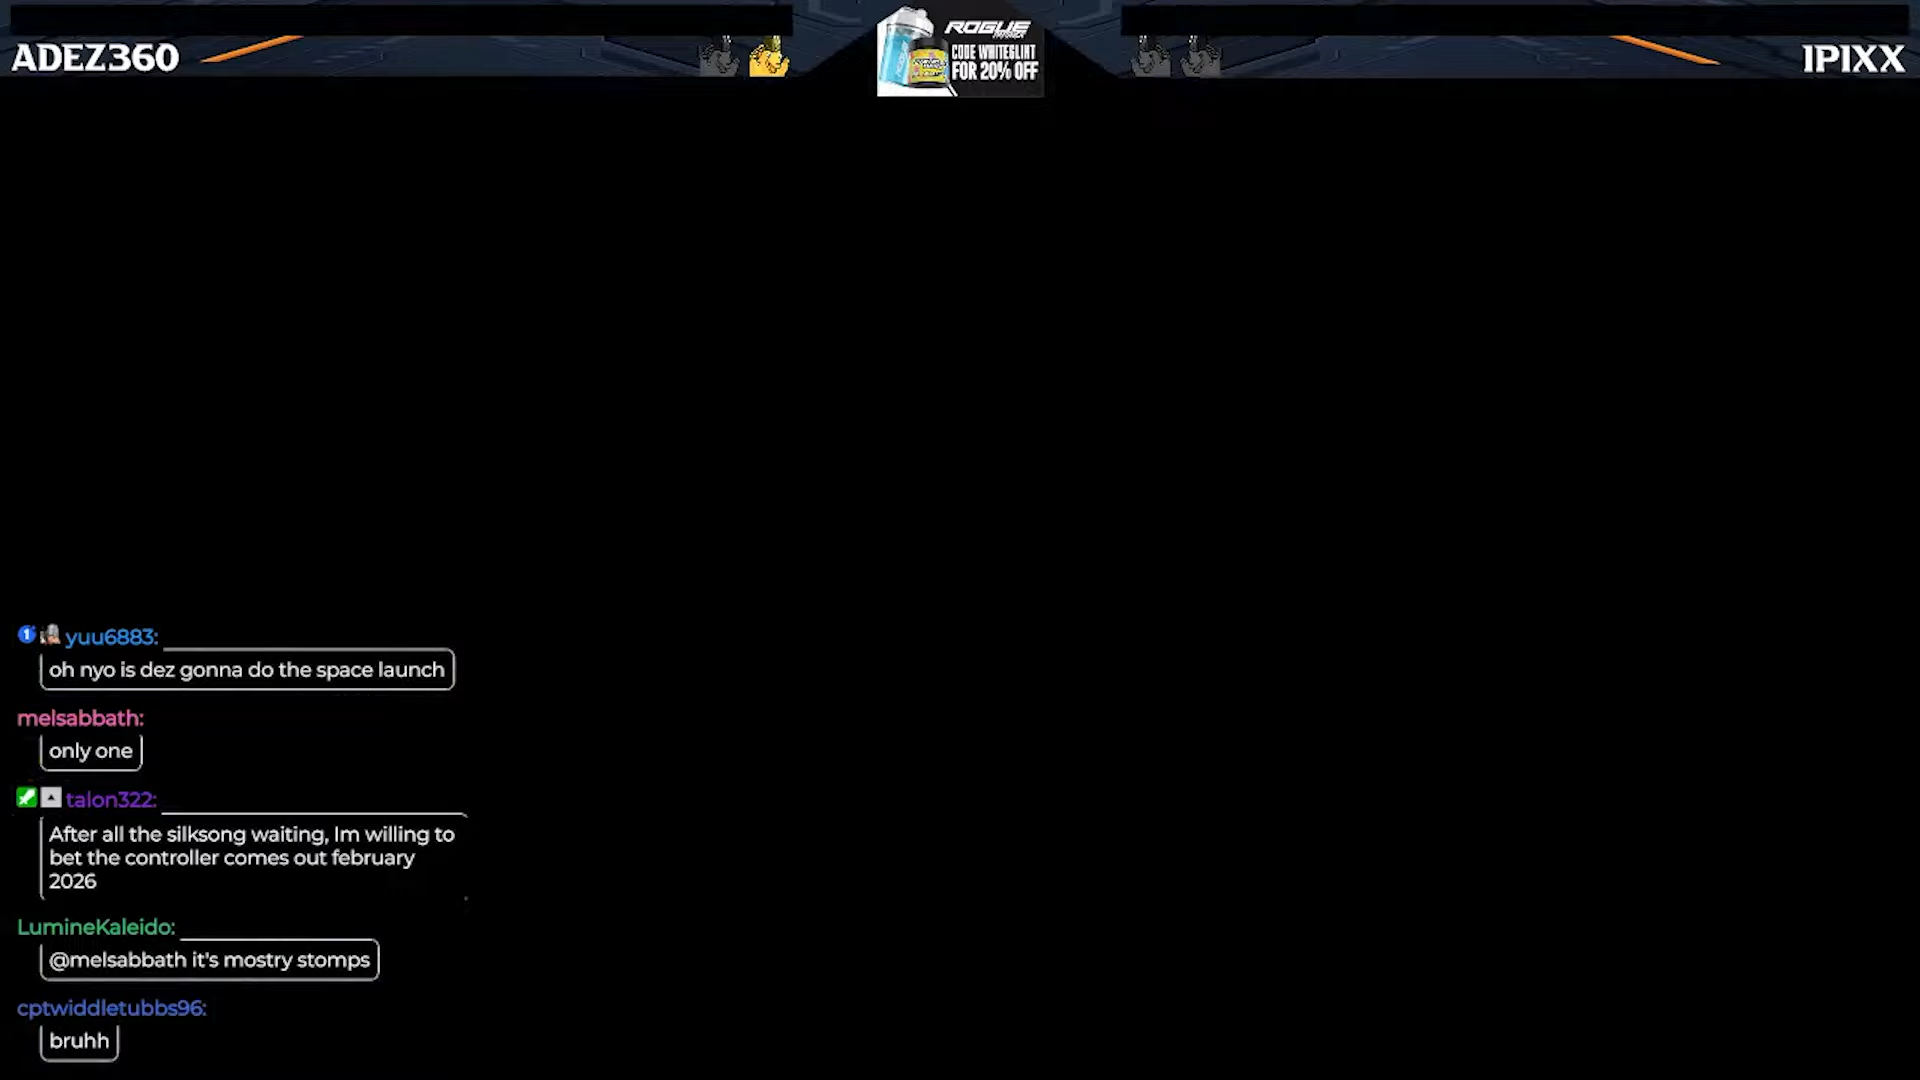 ADEZ360
ROGUE
CODE WHITEGLINT
FOR 20% OFF
IPIXX
yuu6883:
oh nyo is dez gonna do the space launch
melsabbath:
only one
talon322:
After all the silksong waiting, Im willing to
bet the controller comes out february
2026
LumineKaleido:
@melsabbath it's mostry stomps
cptwiddletubbs96:
bruhh